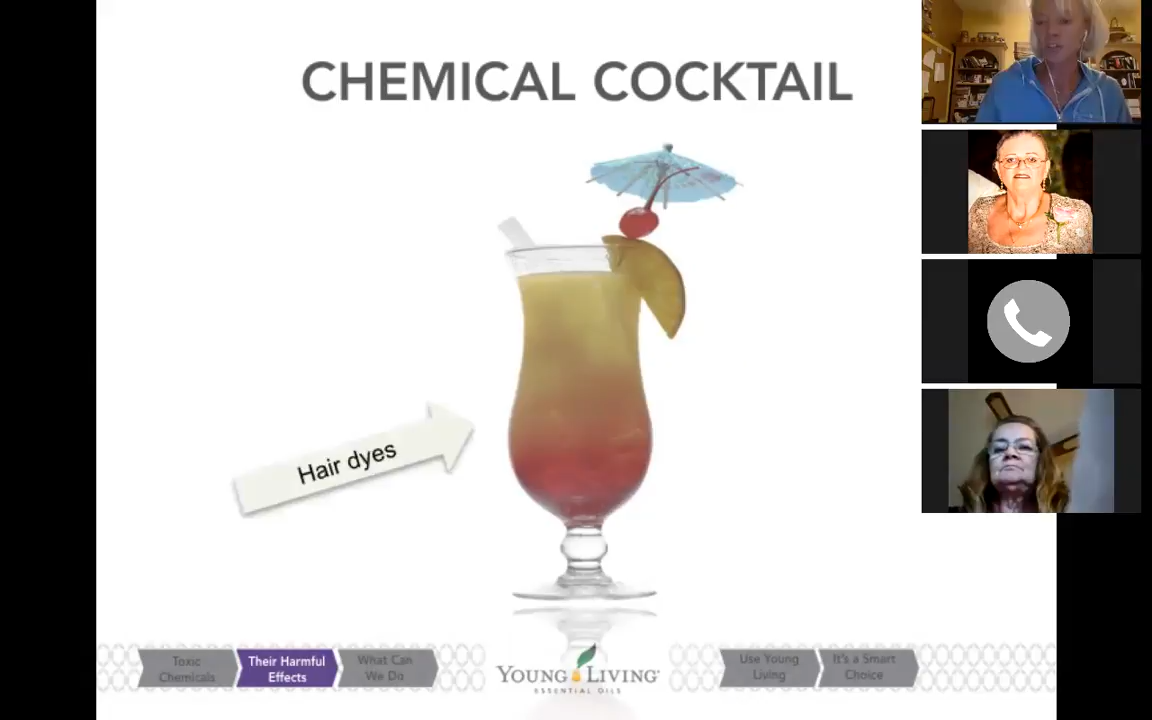 CHEMICAL COCKTAIL
Hair dyes
Toxic
Chemicals
Their Harmful
Effects
What Can
We Do
YOUNG LIVING
ESSENTIAL OILS
Use Young
Living
It's a Smart
Choice